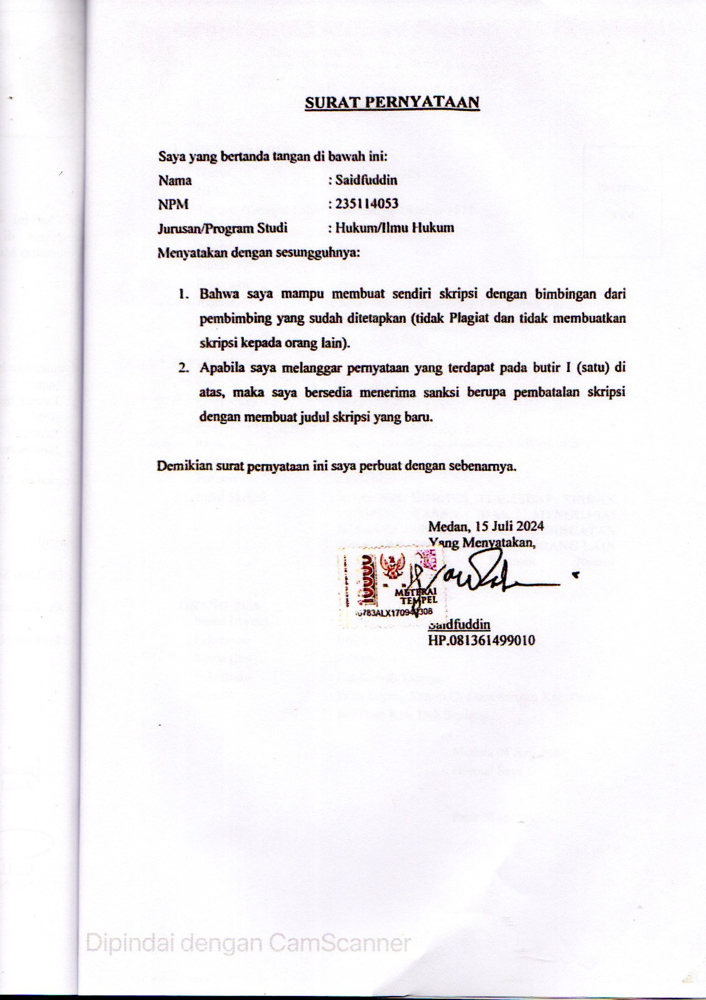 SURAT PERNYATAAN
Saya yang bertanda tangan di bawah ini:
Nama : Saidfuddin
NPM : 235114053
Jurusan/Program Studi : Hukum/Ilmu Hukum
Menyatakan dengan sesungguhnya:
1. Bahwa saya mampu membuat sendiri skripsi dengan bimbingan dari
pembimbing yang sudah ditetapkan (tidak Plagiat dan tidak membuatkan
skripsi kepada orang lain).
2. Apabila saya melanggar pernyataan yang terdapat pada butir I (satu) di
atas, maka saya bersedia menerima sanksi berupa pembatalan skripsi
dengan membuat judul skripsi yang baru.
Demikian surat pernyataan ini saya perbuat dengan sebenarnya.
Medan, 15 Juli 2024
Yang Menyatakan,
10000
METERAI
TEMPEL
Saidfuddin
HP.081361499010
Dipindai dengan CamScanner